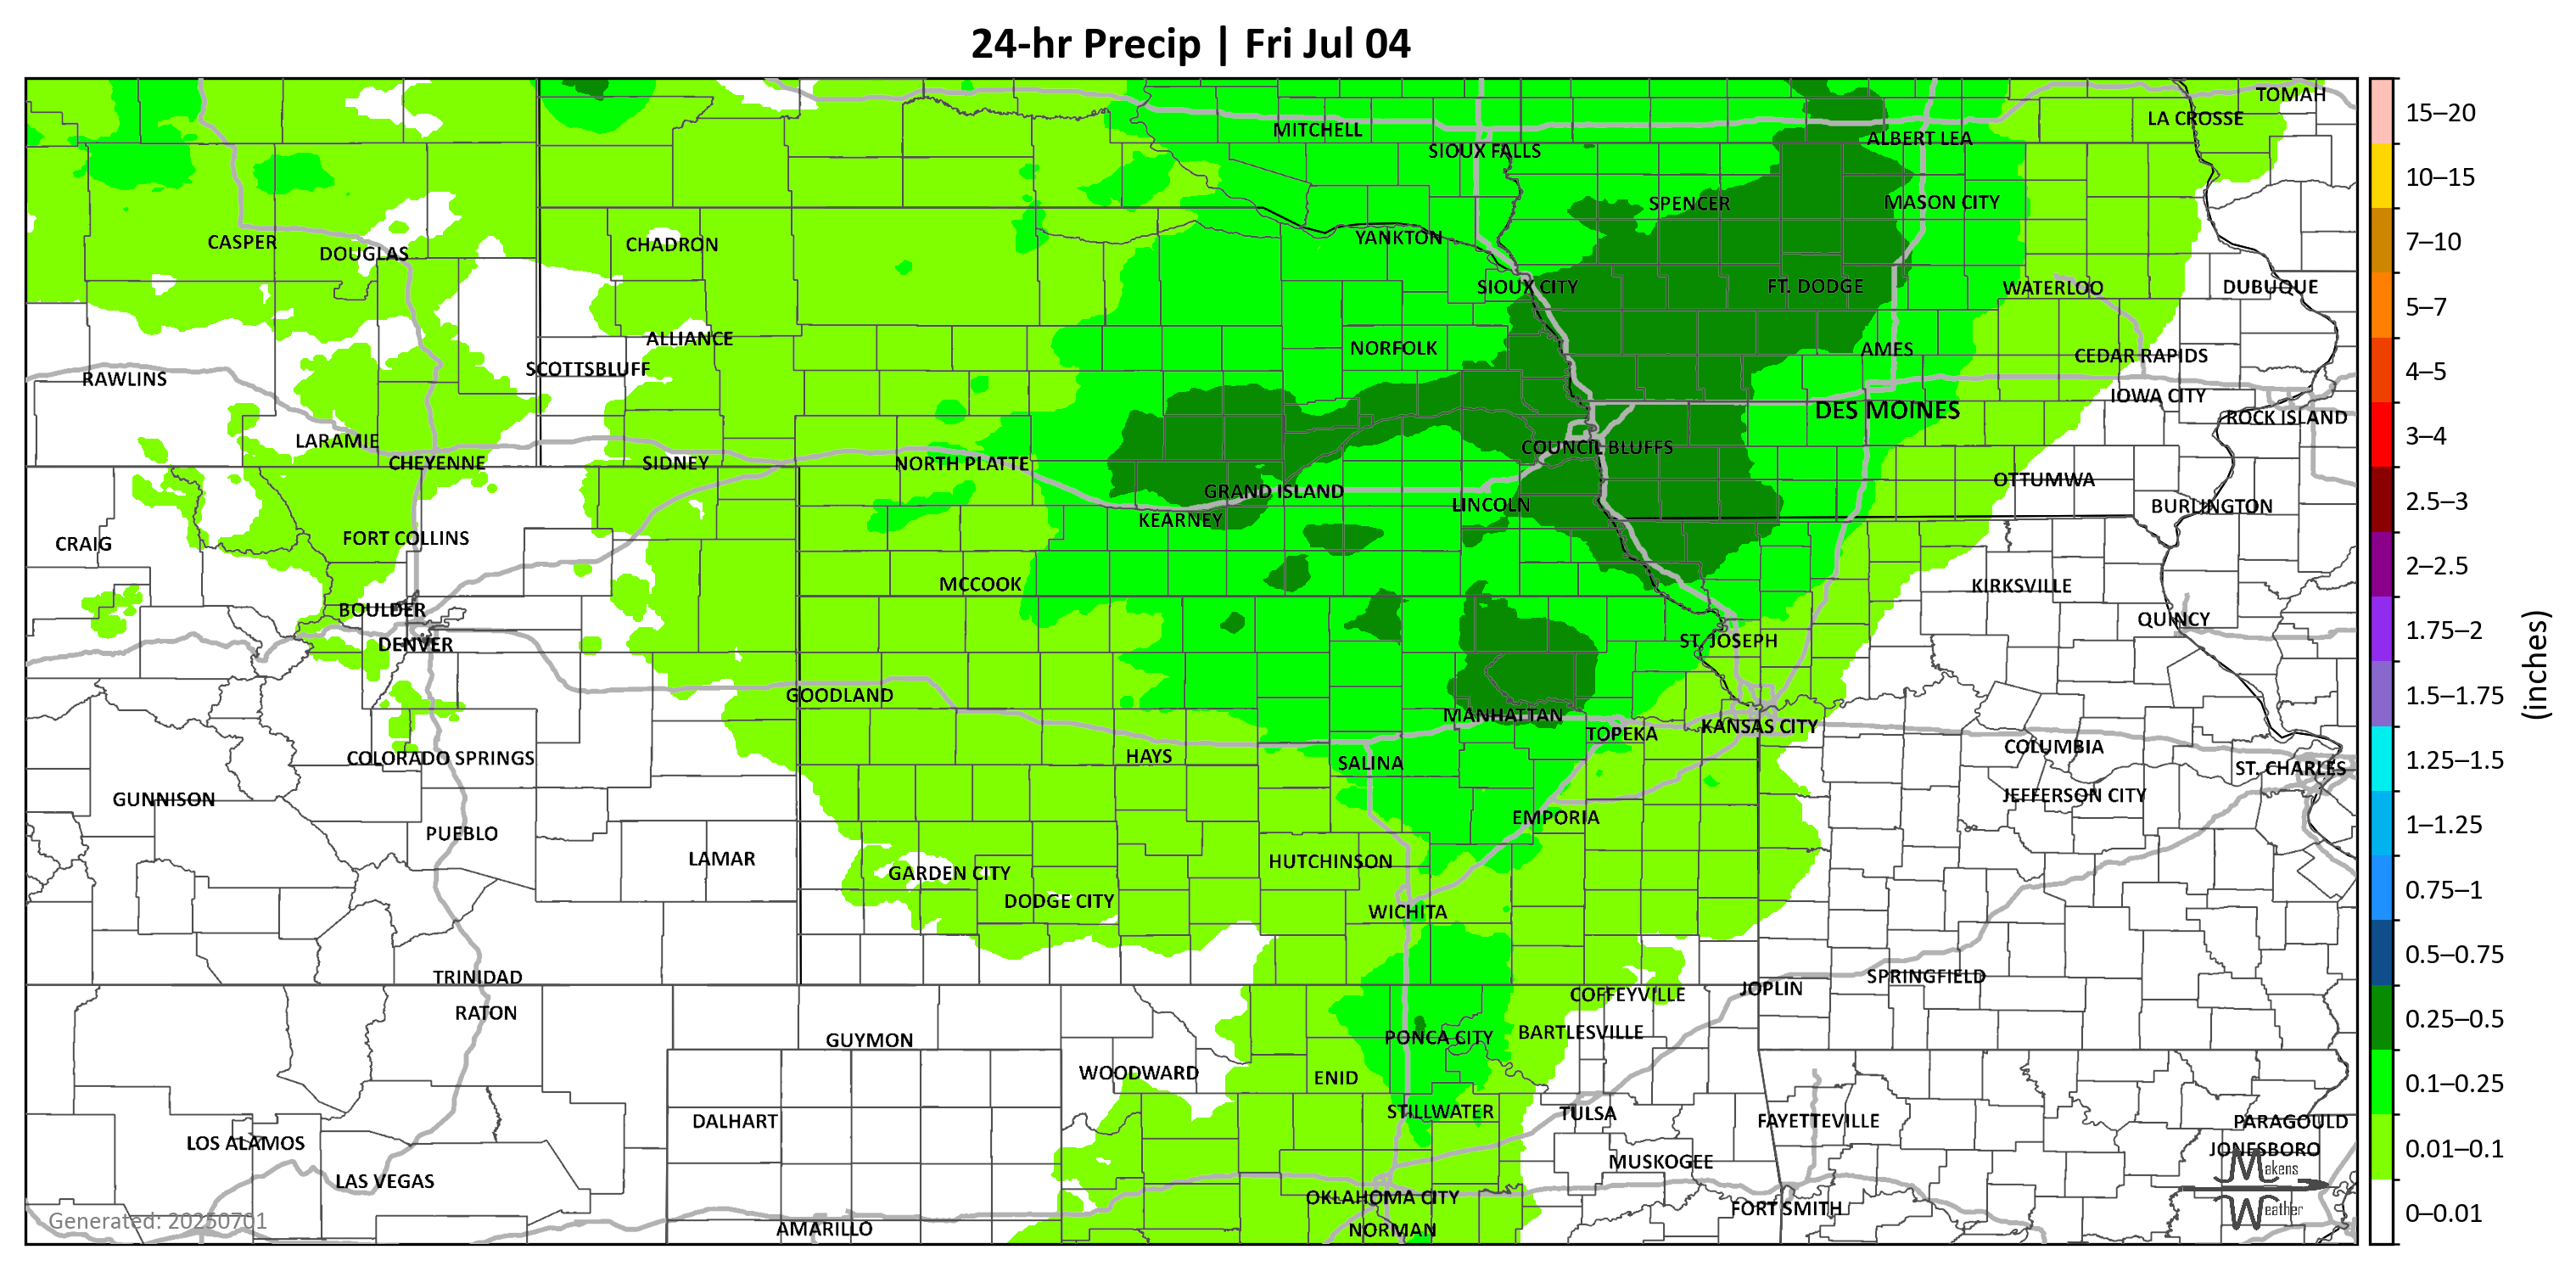 24-hr Precip | Fri Jul 04
TOMAH
LA CROSSE
MITCHELL
ALBERT LEA
SIOUX FALLS
MASON CITY
SPENCER
CASPER
DOUGLAS
CHADRON
YANKTON
SIOUX CITY
FT. DODGE
WATERLOO
DUBUQUE
ALLIANCE
NORFOLK
AMES
CEDAR RAPIDS
RAWLINS
SCOTTSBLUFF
IOWA CITY
DES MOINES
ROCK ISLAND
LARAMIE
COUNCIL BLUFFS
CHEYENNE
SIDNEY
NORTH PLATTE
OTTUMWA
GRAND ISLAND
LINCOLN
BURLINGTON
KEARNEY
CRAIG
FORT COLLINS
MCCOOK
KIRKSVILLE
BOULDER
QUINCY
DENVER
ST. JOSEPH
GOODLAND
MANHATTAN
TOPEKA
KANSAS CITY
COLORADO SPRINGS
HAYS
SALINA
COLUMBIA
ST. CHARLES
GUNNISON
JEFFERSON CITY
PUEBLO
EMPORIA
LAMAR
GARDEN CITY
HUTCHINSON
DODGE CITY
WICHITA
TRINIDAD
SPRINGFIELD
RATON
COFFEYVILLE
JOPLIN
GUYMON
PONCA CITY
BARTLESVILLE
WOODWARD
ENID
DALHART
STILLWATER
TULSA
FAYETTEVILLE
PARAGOULD
LOS ALAMOS
JONESBORO
MUSKOGEE
LAS VEGAS
OKLAHOMA CITY
FORT SMITH
AMARILLO
NORMAN
Generated: 20250701
Makens
Weather
15–20
10–15
7–10
5–7
4–5
3–4
2.5–3
2–2.5
1.75–2
1.5–1.75
1.25–1.5
1–1.25
0.75–1
0.5–0.75
0.25–0.5
0.1–0.25
0.01–0.1
0–0.01
(inches)